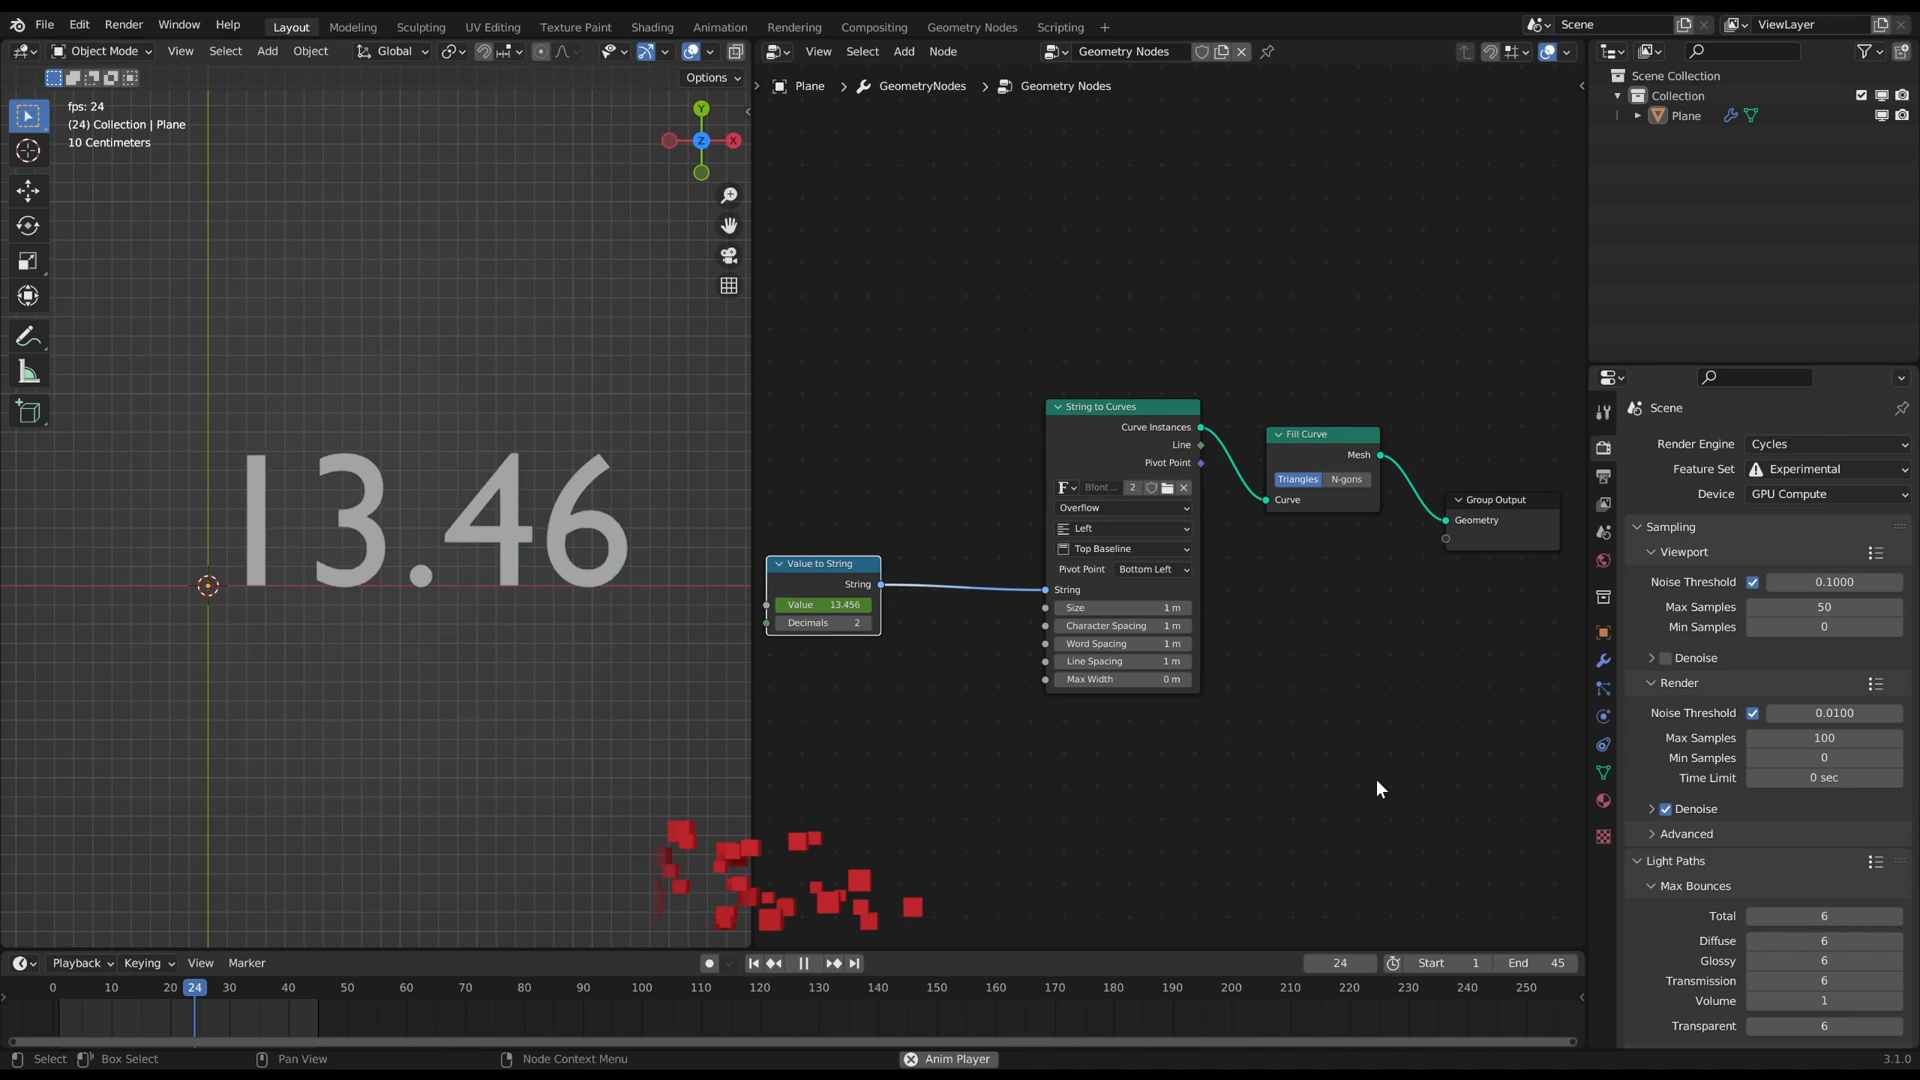 File Edit Render Window Help Layout Modeling Sculpting UV Editing Texture Paint Shading Animation Rendering Compositing Geometry Nodes Scripting + Scene ViewLayer
Object Mode View Select Add Object Global
View Select Add Node Geometry Nodes
Options
Plane > GeometryNodes > Geometry Nodes
fps: 24
(24) Collection | Plane
10 Centimeters
Y
Z
X
13.46
Value to String
String
Value 13.456
Decimals 2
String to Curves
Curve Instances
Line
Pivot Point
F Bfont ... 2
Overflow
Left
Top Baseline
Pivot Point Bottom Left
String
Size 1 m
Character Spacing 1 m
Word Spacing 1 m
Line Spacing 1 m
Max Width 0 m
Fill Curve
Mesh
Triangles N-gons
Curve
Group Output
Geometry
Scene Collection
Collection
Plane
Scene
Render Engine Cycles
Feature Set Experimental
Device GPU Compute
Sampling
Viewport
Noise Threshold 0.1000
Max Samples 50
Min Samples 0
Denoise
Render
Noise Threshold 0.0100
Max Samples 100
Min Samples 0
Time Limit 0 sec
Denoise
Advanced
Light Paths
Max Bounces
Total 6
Diffuse 6
Glossy 6
Transmission 6
Volume 1
Transparent 6
Playback Keying View Marker 24 Start 1 End 45
0 10 20 24 30 40 50 60 70 80 90 100 110 120 130 140 150 160 170 180 190 200 210 220 230 240 250
Select Box Select Pan View Node Context Menu Anim Player 3.1.0